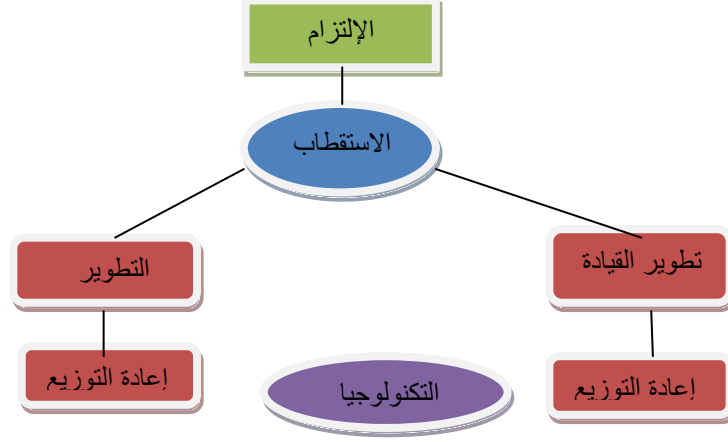 الإلتزام
الاستقطاب
تطوير القيادة
التطوير
إعادة التوزيع
إعادة التوزيع
التكنولوجيا